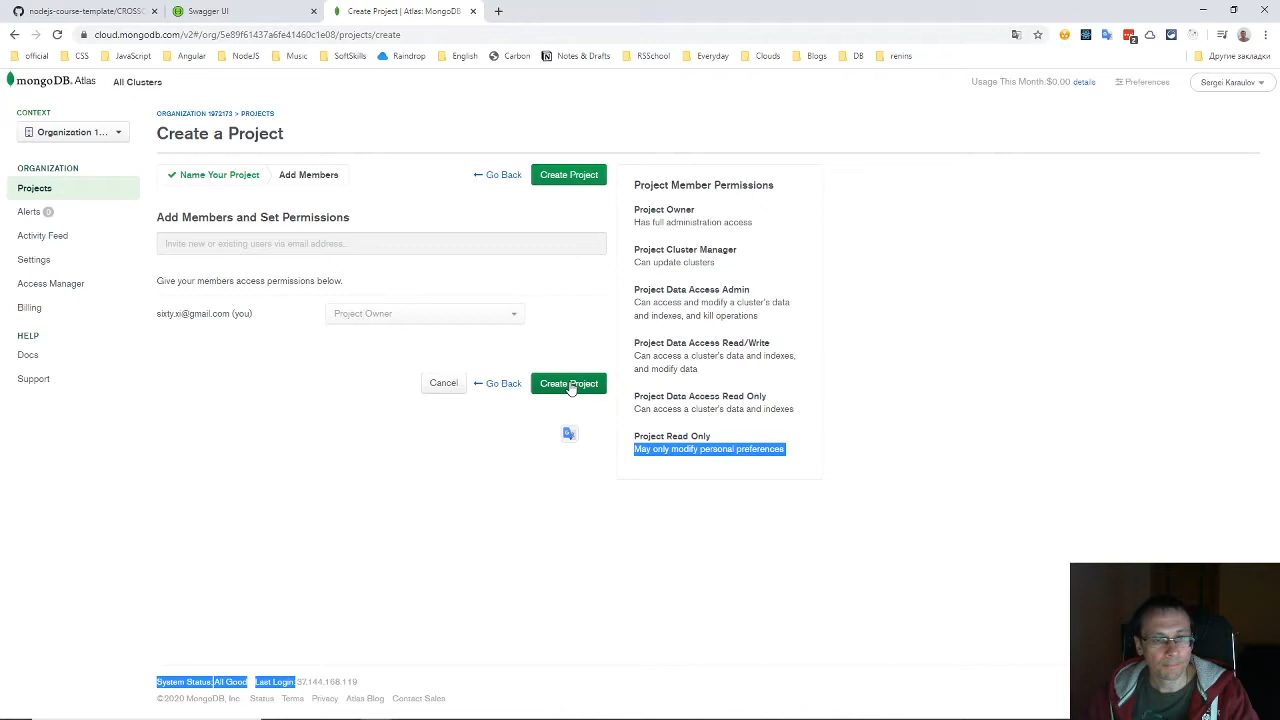 nodejs-course-template/CROSSC
Swagger UI
Create Project | Atlas: MongoDB
cloud.mongodb.com/v2#/org/5e89f61437a6fe41436c01ef/projects/create
official CSS JavaScript Angular NodeJS Music SoftSkills Raindrop English Carbon Notes & Drafts RSSchool Everyday Clouds Blogs DB renins Другие закладки
mongoDB. Atlas All Clusters
Usage This Month:$0.00 details Preferences Sergei Karaulov
CONTEXT
Organization 1...
ORGANIZATION
Projects
Alerts 0
Activity Feed
Settings
Access Manager
Billing
HELP
Docs
Support
ORGANIZATION 1972173 > PROJECTS
Create a Project
Name Your Project Add Members
Go Back Create Project
Add Members and Set Permissions
Invite new or existing users via email address...
Give your members access permissions below.
sixty.xi@gmail.com (you) Project Owner
Cancel Go Back Create Project
Project Member Permissions
Project Owner
Has full administration access
Project Cluster Manager
Can update clusters
Project Data Access Admin
Can access and modify a cluster's data
and indexes, and kill operations
Project Data Access Read/Write
Can access a cluster's data and indexes,
and modify data
Project Data Access Read Only
Can access a cluster's data and indexes
Project Read Only
May only modify personal preferences
System Status: All Good Last Login: 37.144.168.119
©2020 MongoDB, Inc. Status Terms Privacy Atlas Blog Contact Sales